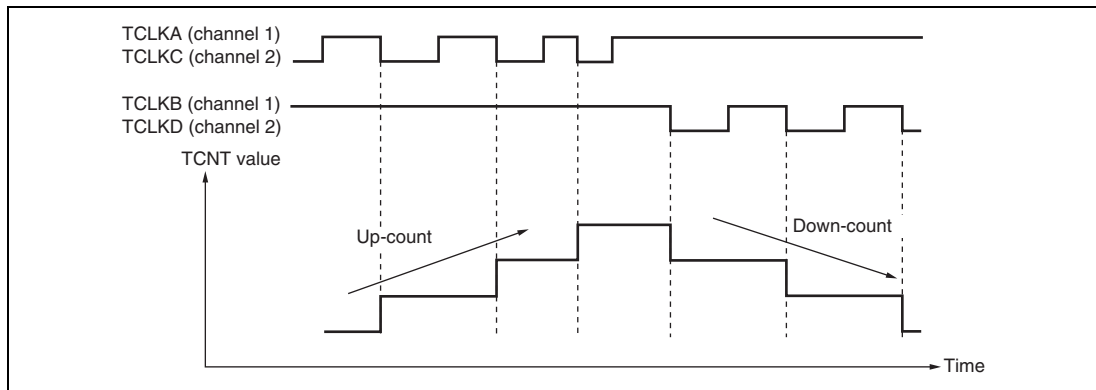 TCLKA (channel 1)
TCLKC (channel 2)
TCLKB (channel 1)
TCLKD (channel 2)
TCNT value
Up-count
Down-count
Time